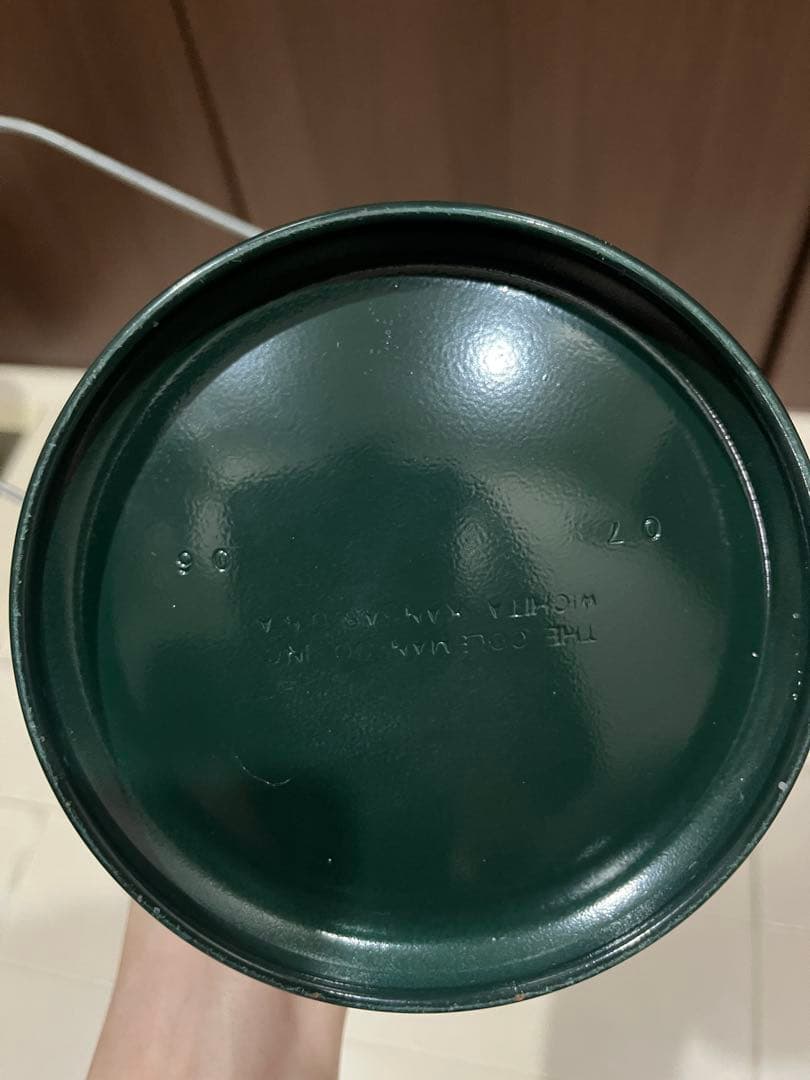 THE COLEMAN CO. INC.
WICHITA, KANSAS U.S.A.
07 06